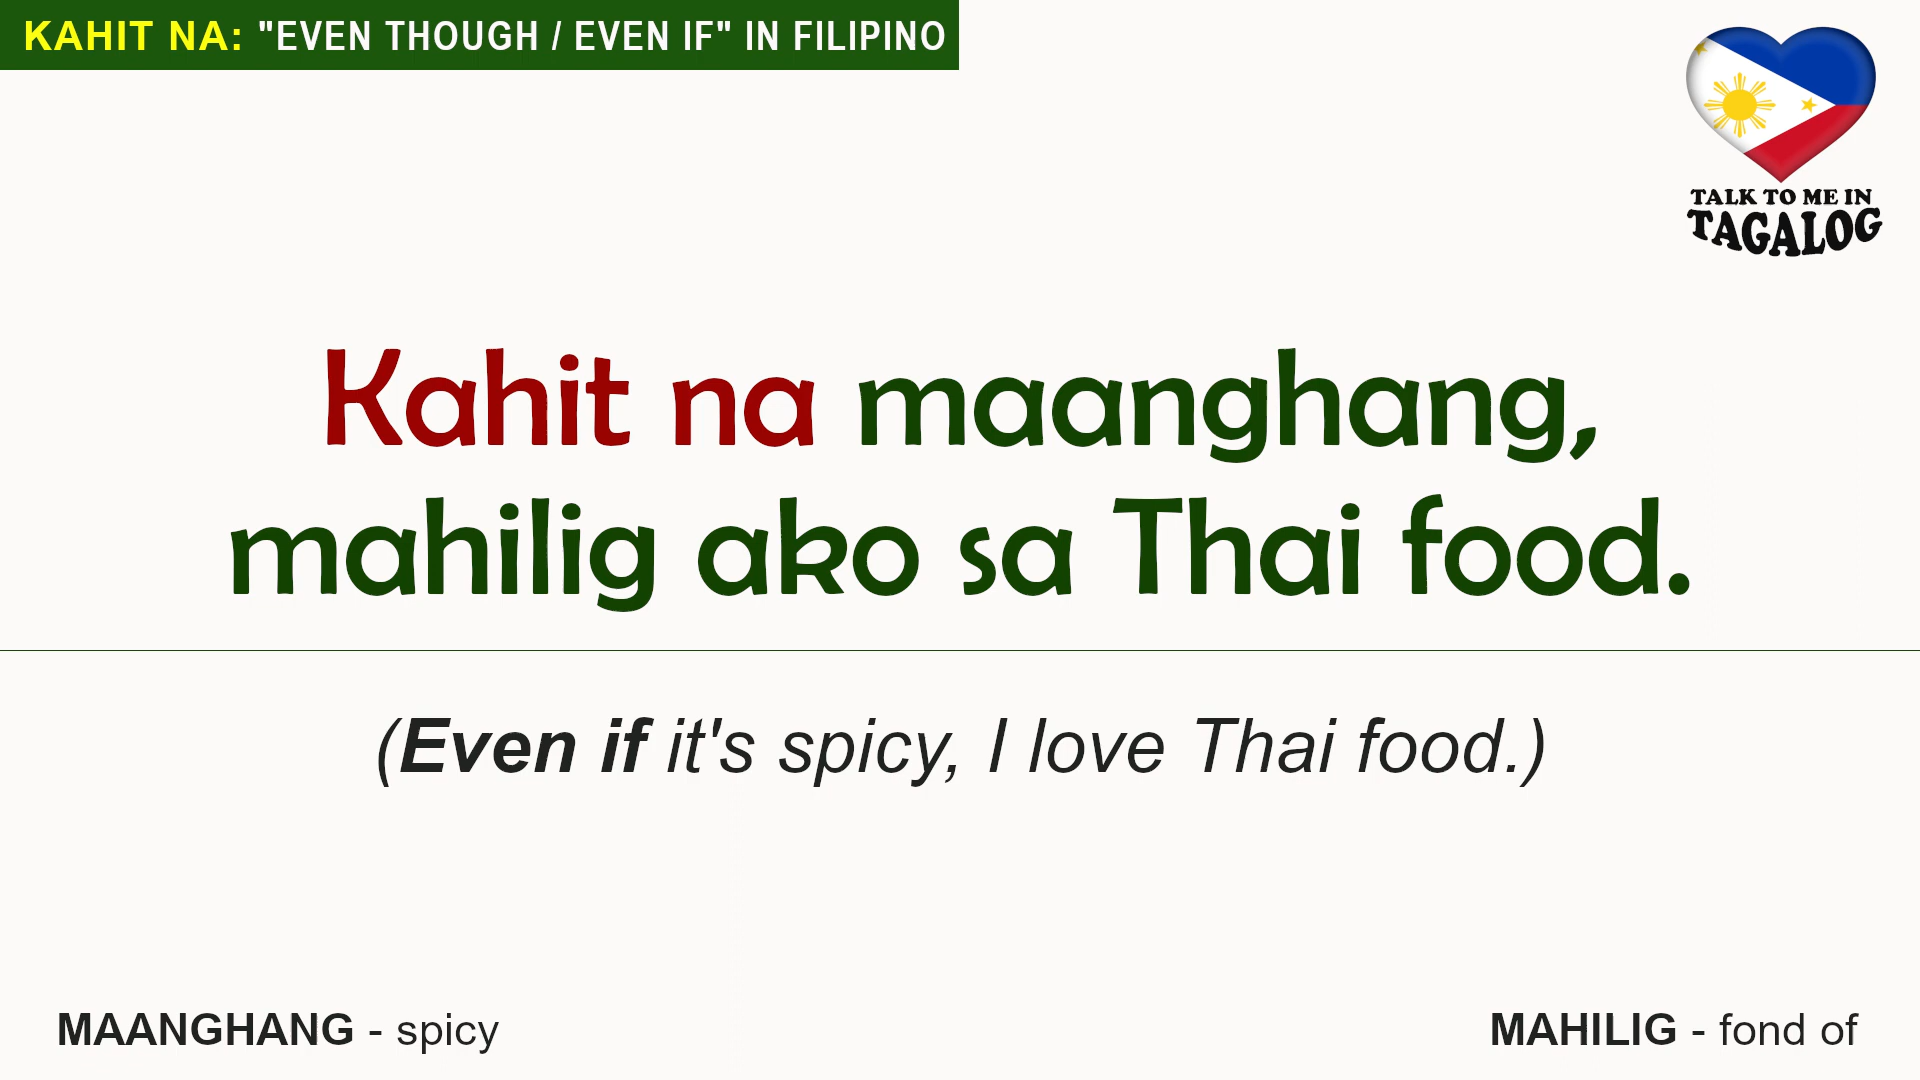 KAHIT NA: "EVEN THOUGH / EVEN IF" IN FILIPINO
TALK TO ME IN
TAGALOG
Kahit na maanghang,
mahilig ako sa Thai food.
(Even if it's spicy, I love Thai food.)
MAANGHANG - spicy
MAHILIG - fond of